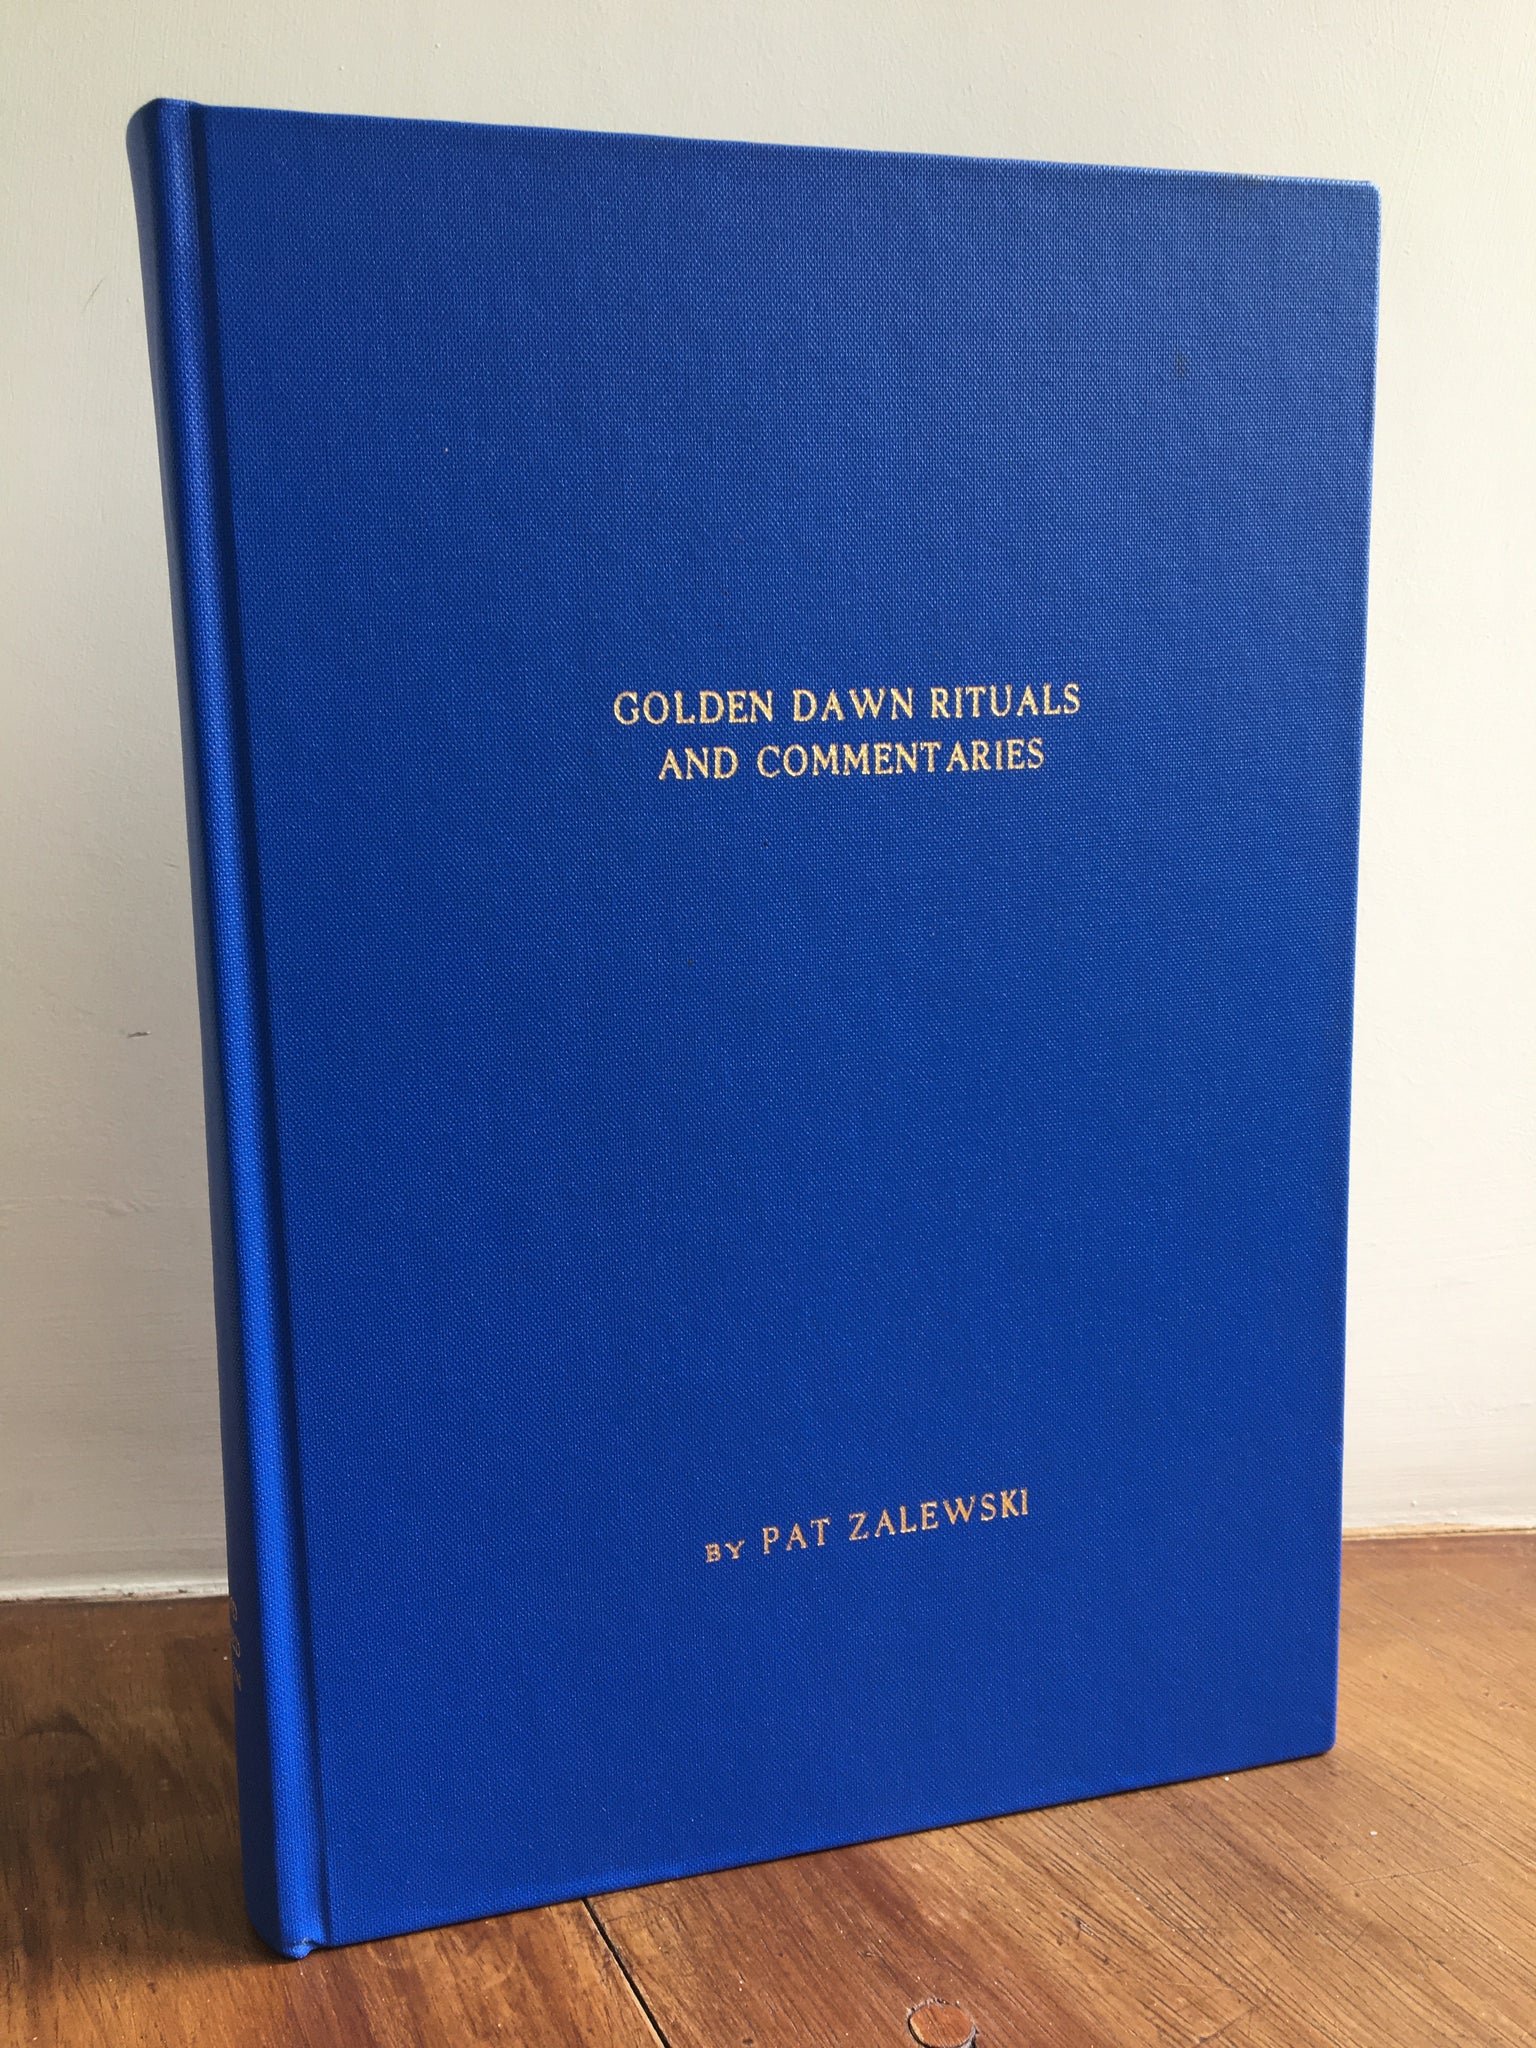 GOLDEN DAWN RITUALS
AND COMMENTARIES
BY PAT ZALEWSKI